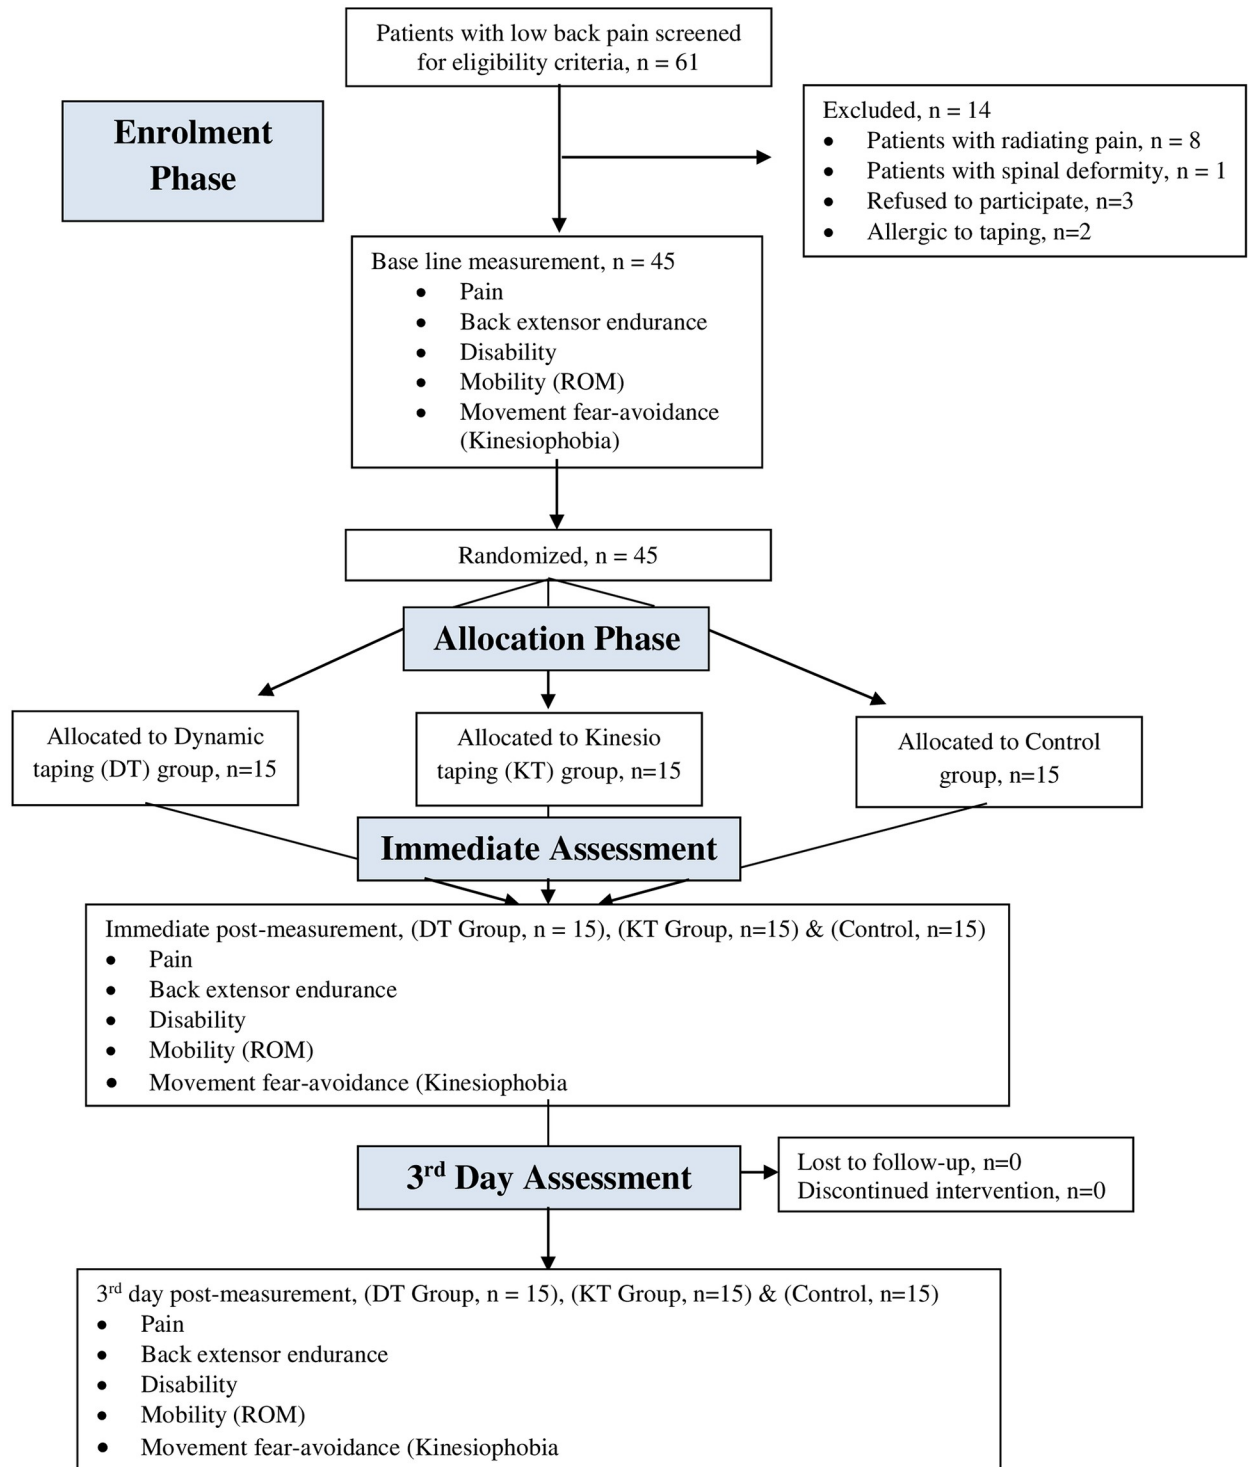 Patients with low back pain screened
for eligibility criteria, n = 61
Enrolment
Phase
Excluded, n = 14
• Patients with radiating pain, n = 8
• Patients with spinal deformity, n = 1
• Refused to participate, n=3
• Allergic to taping, n=2
Base line measurement, n = 45
• Pain
• Back extensor endurance
• Disability
• Mobility (ROM)
• Movement fear-avoidance
(Kinesiophobia)
Randomized, n = 45
Allocation Phase
Allocated to Dynamic
taping (DT) group, n=15
Allocated to Kinesio
taping (KT) group, n=15
Allocated to Control
group, n=15
Immediate Assessment
Immediate post-measurement, (DT Group, n = 15), (KT Group, n=15) & (Control, n=15)
• Pain
• Back extensor endurance
• Disability
• Mobility (ROM)
• Movement fear-avoidance (Kinesiophobia
3rd Day Assessment
Lost to follow-up, n=0
Discontinued intervention, n=0
3rd day post-measurement, (DT Group, n = 15), (KT Group, n=15) & (Control, n=15)
• Pain
• Back extensor endurance
• Disability
• Mobility (ROM)
• Movement fear-avoidance (Kinesiophobia